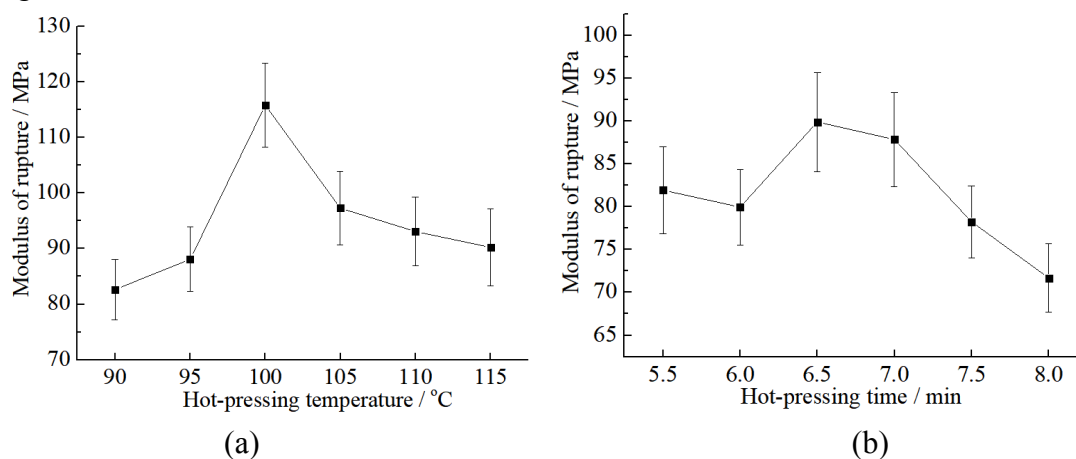 130
120
110
100
90
80
70
Modulus of rupture / MPa
90 95 100 105 110 115
Hot-pressing temperature / °C
(a)
100
95
90
85
80
75
70
65
Modulus of rupture / MPa
5.5 6.0 6.5 7.0 7.5 8.0
Hot-pressing time / min
(b)